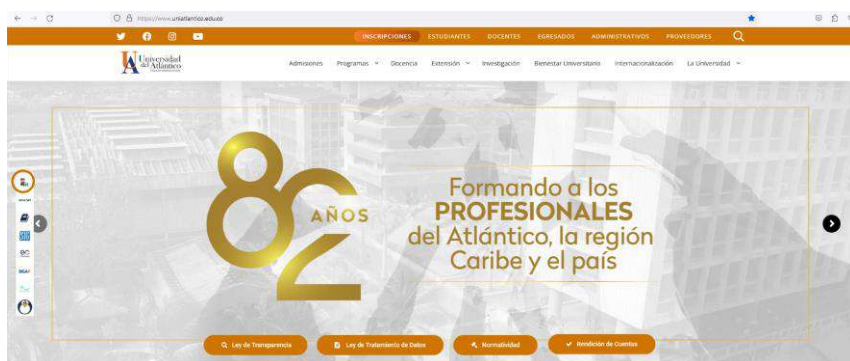 https://www.uniatlantico.edu.co
INSCRIPCIONES ESTUDIANTES DOCENTES EGRESADOS ADMINISTRATIVOS PROVEEDORES
Universidad
del Atlántico
Admisiones Programas Docencia Extensión Investigación Bienestar Universitario Internacionalización La Universidad
82
AÑOS
Formando a los
PROFESIONALES
del Atlántico, la región
Caribe y el país
Ley de Transparencia Ley de Tratamiento de Datos Normatividad Rendición de Cuentas